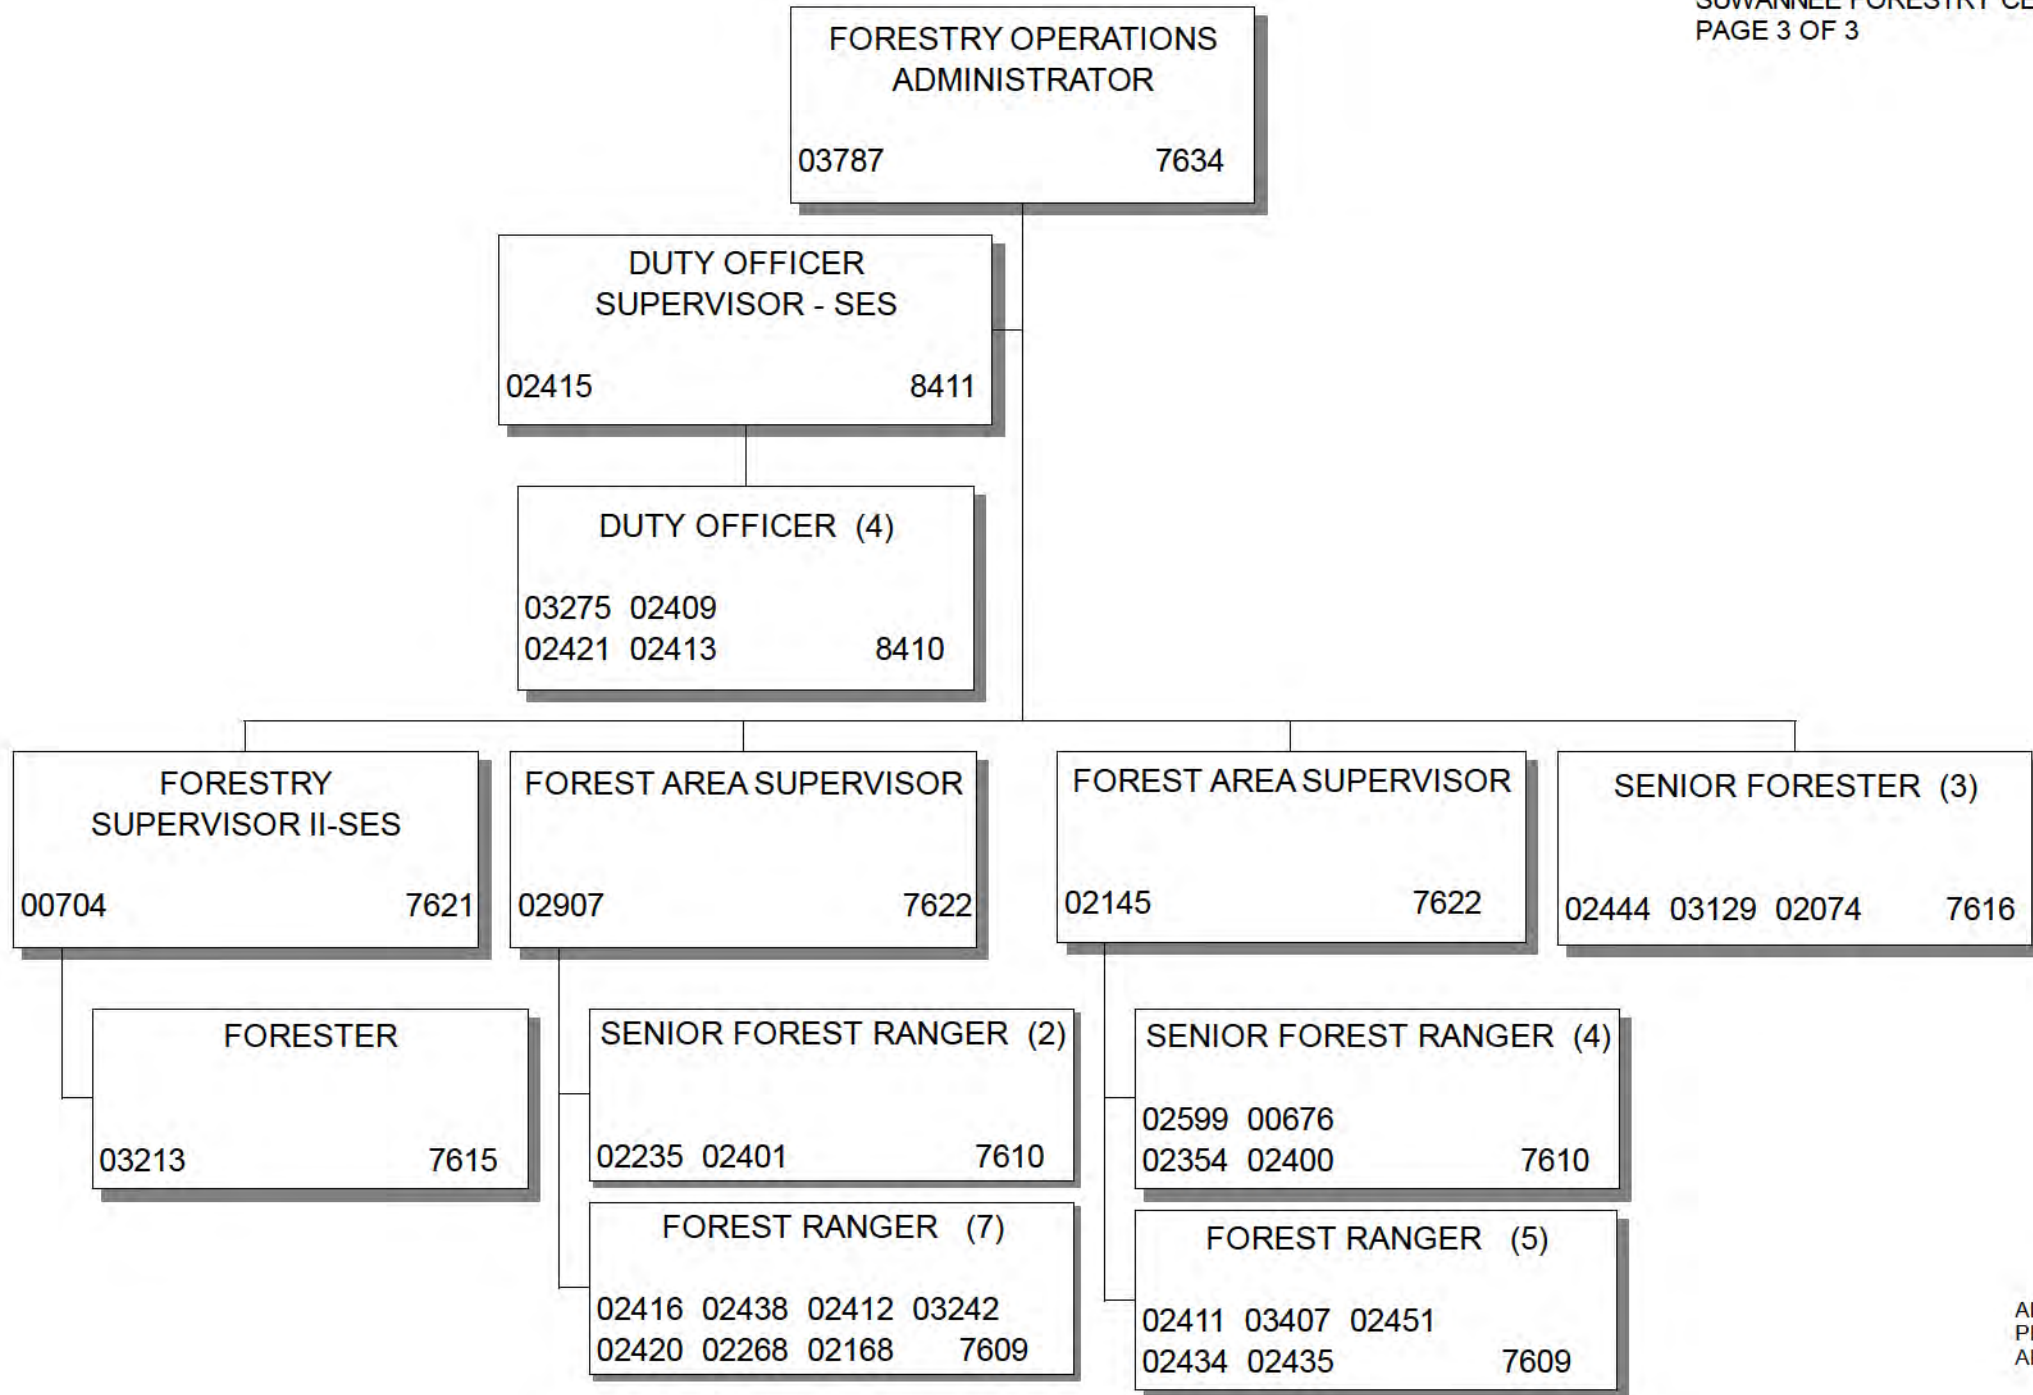 SUWANNEE FORESTRY
PAGE 3 OF 3
FORESTRY OPERATIONS
ADMINISTRATOR
03787 7634
DUTY OFFICER
SUPERVISOR - SES
02415 8411
DUTY OFFICER (4)
03275 02409
02421 02413 8410
FORESTRY
SUPERVISOR II-SES
00704 7621
FOREST AREA SUPERVISOR
02907 7622
FOREST AREA SUPERVISOR
02145 7622
SENIOR FORESTER (3)
02444 03129 02074 7616
FORESTER
03213 7615
SENIOR FOREST RANGER (2)
02235 02401 7610
SENIOR FOREST RANGER (4)
02599 00676
02354 02400 7610
FOREST RANGER (7)
02416 02438 02412 03242
02420 02268 02168 7609
FOREST RANGER (5)
02411 03407 02451
02434 02435 7609